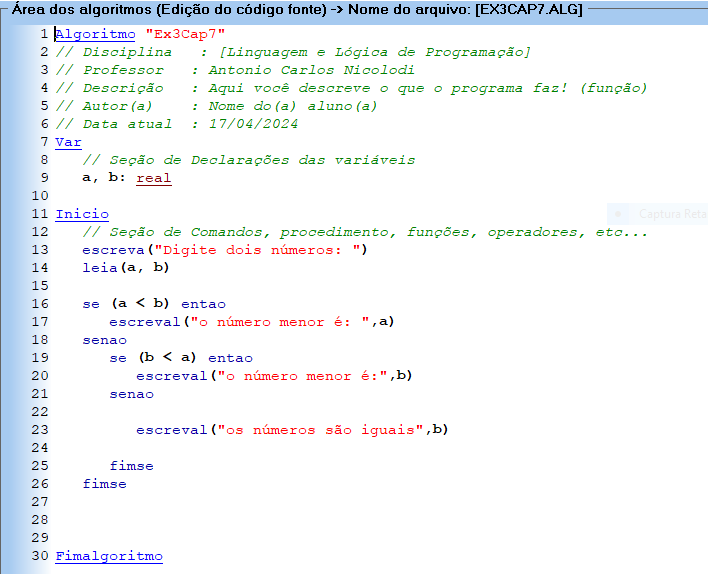 Área dos algoritmos (Edição do código fonte) -> Nome do arquivo: [EX3CAP7.ALG]
1 Algoritmo "Ex3Cap7"
2 // Disciplina   : [Linguagem e Lógica de Programação]
3 // Professor   : Antonio Carlos Nicolodi
4 // Descrição   : Aqui você descreve o que o programa faz! (função)
5 // Autor(a)    : Nome do(a) aluno(a)
6 // Data atual  : 17/04/2024
7 Var
8    // Seção de Declarações das variáveis
9    a, b: real
10
11 Inicio
Captura Reta
12    // Seção de Comandos, procedimento, funções, operadores, etc...
13    escreva("Digite dois números: ")
14    leia(a, b)
15
16    se (a < b) entao
17       escreval("o número menor é: ",a)
18    senao
19       se (b < a) entao
20          escreval("o número menor é:",b)
21       senao
22
23          escreval("os números são iguais",b)
24
25       fimse
26    fimse
27
28
29
30 Fimalgoritmo